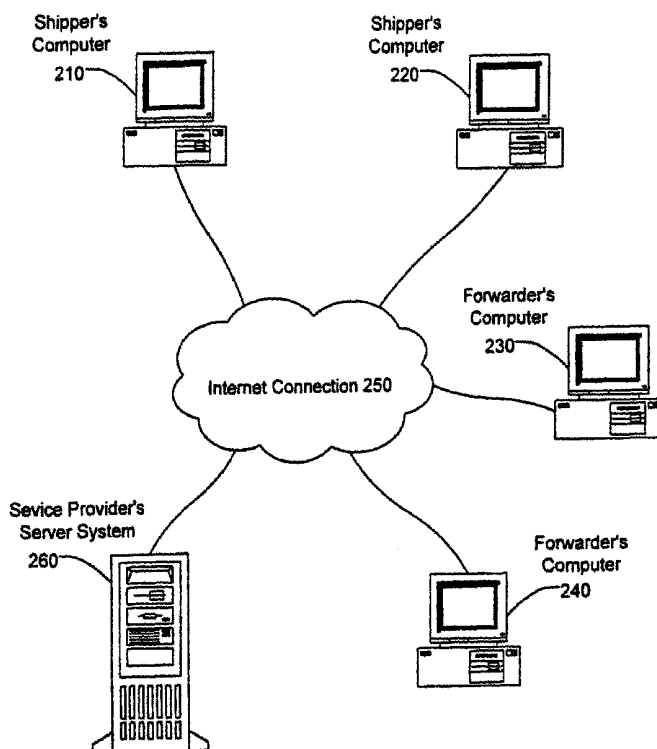 Shipper's
Computer
210
Shipper's
Computer
220
Forwarder's
Computer
230
Internet Connection 250
Sevice Provider's
Server System
260
Forwarder's
Computer
240